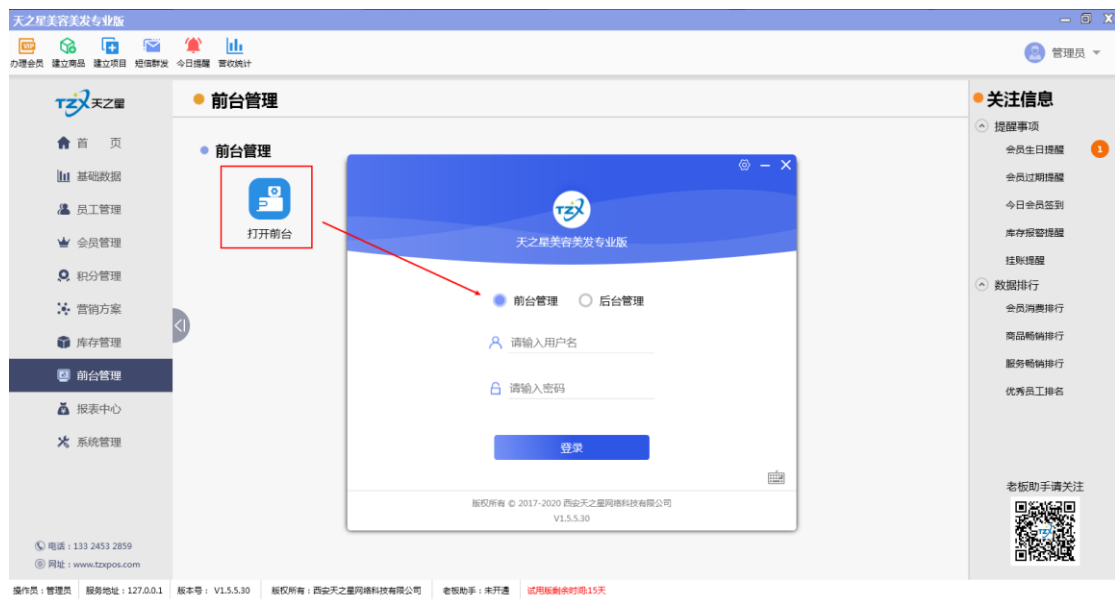 天之星美容美发专业版
办理会员 建立商品 建立项目 短信群发 今日提醒 营收统计
管理员
TZX天之星
首 页
基础数据
员工管理
会员管理
积分管理
营销方案
库存管理
前台管理
报表中心
系统管理
电话：133 2453 2859
网址：www.tzxpos.com
前台管理
前台管理
打开前台
TZX
天之星美容美发专业版
前台管理 后台管理
请输入用户名
请输入密码
登录
版权所有 © 2017-2020 西安天之星网络科技有限公司
V1.5.5.30
关注信息
提醒事项
会员生日提醒 1
会员过期提醒
今日会员签到
库存报警提醒
挂账提醒
数据排行
会员消费排行
商品畅销排行
服务畅销排行
优秀员工排名
老板助手请关注
操作员：管理员 服务地址：127.0.0.1 版本号： V1.5.5.30 版权所有：西安天之星网络科技有限公司 老板助手：未开通 试用版剩余时间:15天